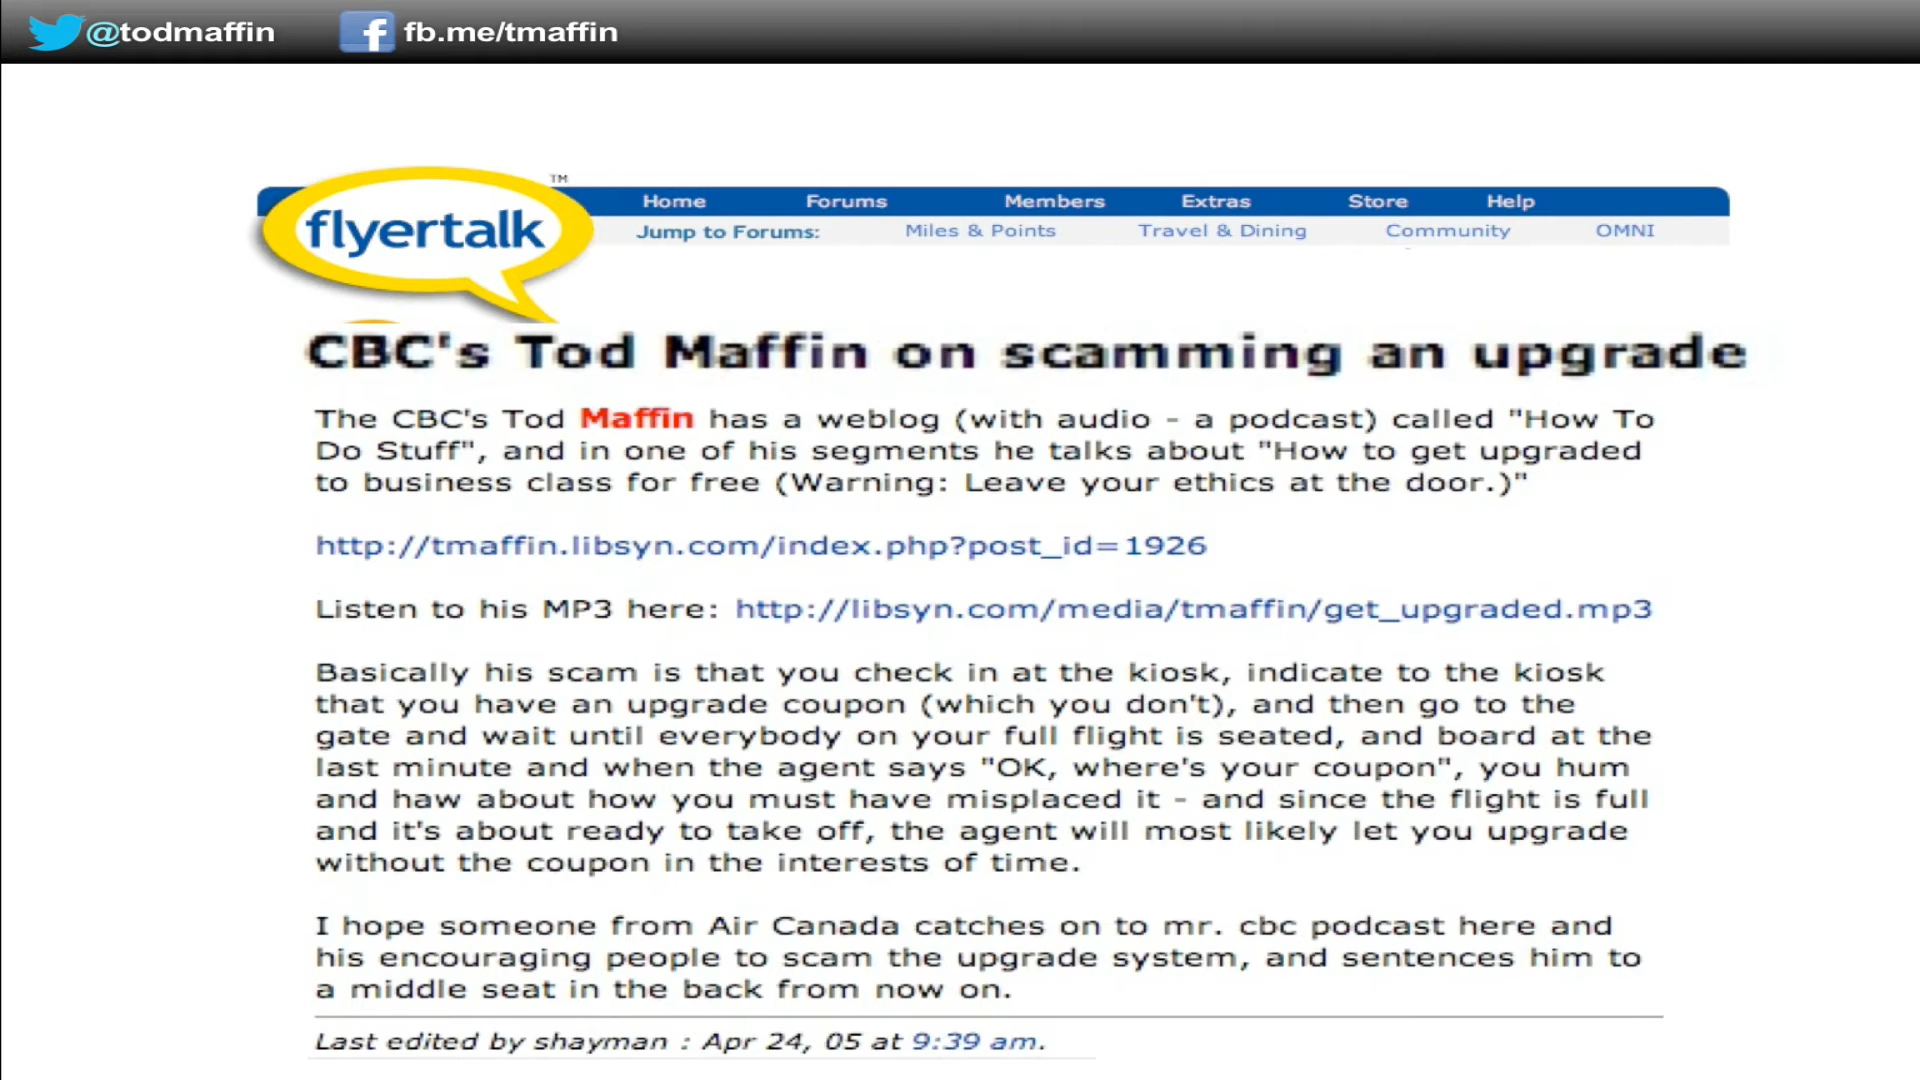 @todmaffin fb.me/tmaffin
TM
flyertalk
Home Forums Members Extras Store Help
Jump to Forums: Miles & Points Travel & Dining Community OMNI
CBC's Tod Maffin on scamming an upgrade
The CBC's Tod Maffin has a weblog (with audio - a podcast) called "How To
Do Stuff", and in one of his segments he talks about "How to get upgraded
to business class for free (Warning: Leave your ethics at the door.)"
http://tmaffin.libsyn.com/index.php?post_id=1926
Listen to his MP3 here: http://libsyn.com/media/tmaffin/get_upgraded.mp3
Basically his scam is that you check in at the kiosk, indicate to the kiosk
that you have an upgrade coupon (which you don't), and then go to the
gate and wait until everybody on your full flight is seated, and board at the
last minute and when the agent says "OK, where's your coupon", you hum
and haw about how you must have misplaced it - and since the flight is full
and it's about ready to take off, the agent will most likely let you upgrade
without the coupon in the interests of time.
I hope someone from Air Canada catches on to mr. cbc podcast here and
his encouraging people to scam the upgrade system, and sentences him to
a middle seat in the back from now on.
Last edited by shayman : Apr 24, 05 at 9:39 am.